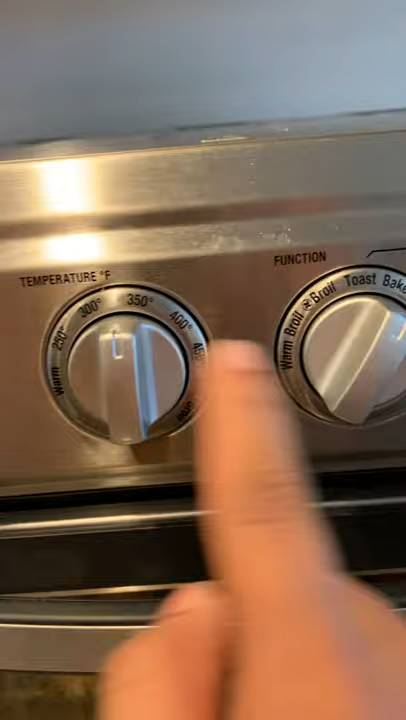 TEMPERATURE °F
Warm 250° 300° 350° 400°
FUNCTION
Warm Broil Broil Toast Bake